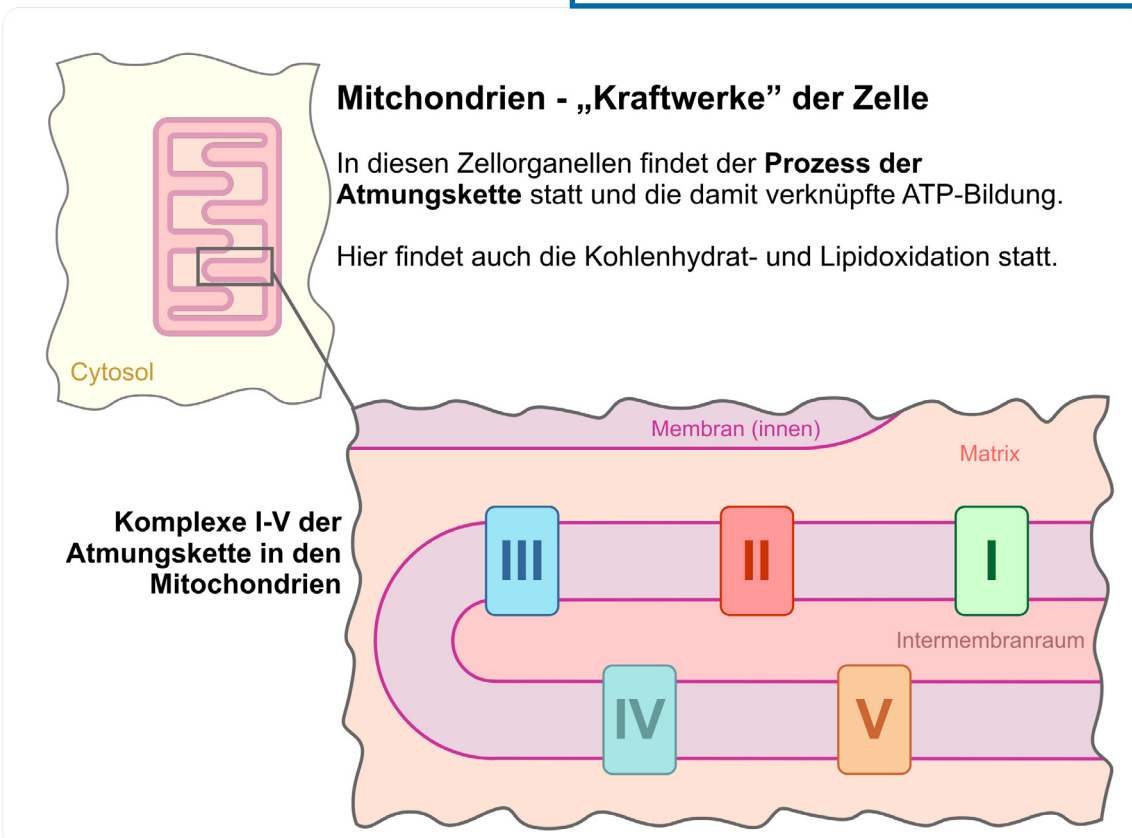 Mitchondrien - „Kraftwerke” der Zelle
In diesen Zellorganellen findet der Prozess der
Atmungskette statt und die damit verknüpfte ATP-Bildung.
Hier findet auch die Kohlenhydrat- und Lipidoxidation statt.
Cytosol
Membran (innen)
Matrix
Komplexe I-V der
Atmungskette in den
Mitochondrien
III
II
I
Intermembranraum
IV
V